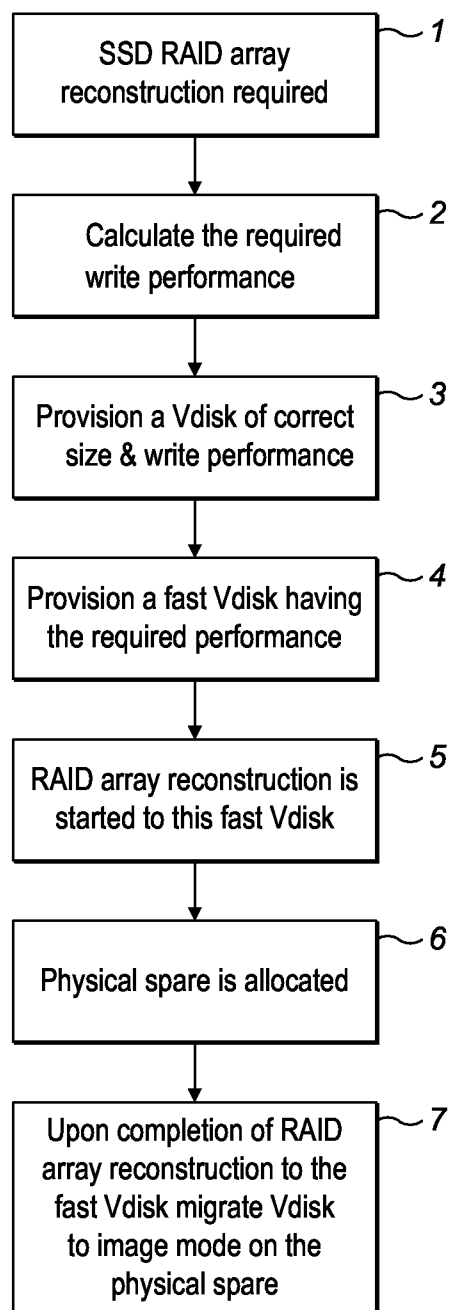 1
SSD RAID array
reconstruction required
2
Calculate the required
write performance
3
Provision a Vdisk of correct
size & write performance
4
Provision a fast Vdisk having
the required performance
5
RAID array reconstruction is
started to this fast Vdisk
6
Physical spare is allocated
7
Upon completion of RAID
array reconstruction to the
fast Vdisk migrate Vdisk
to image mode on the
physical spare